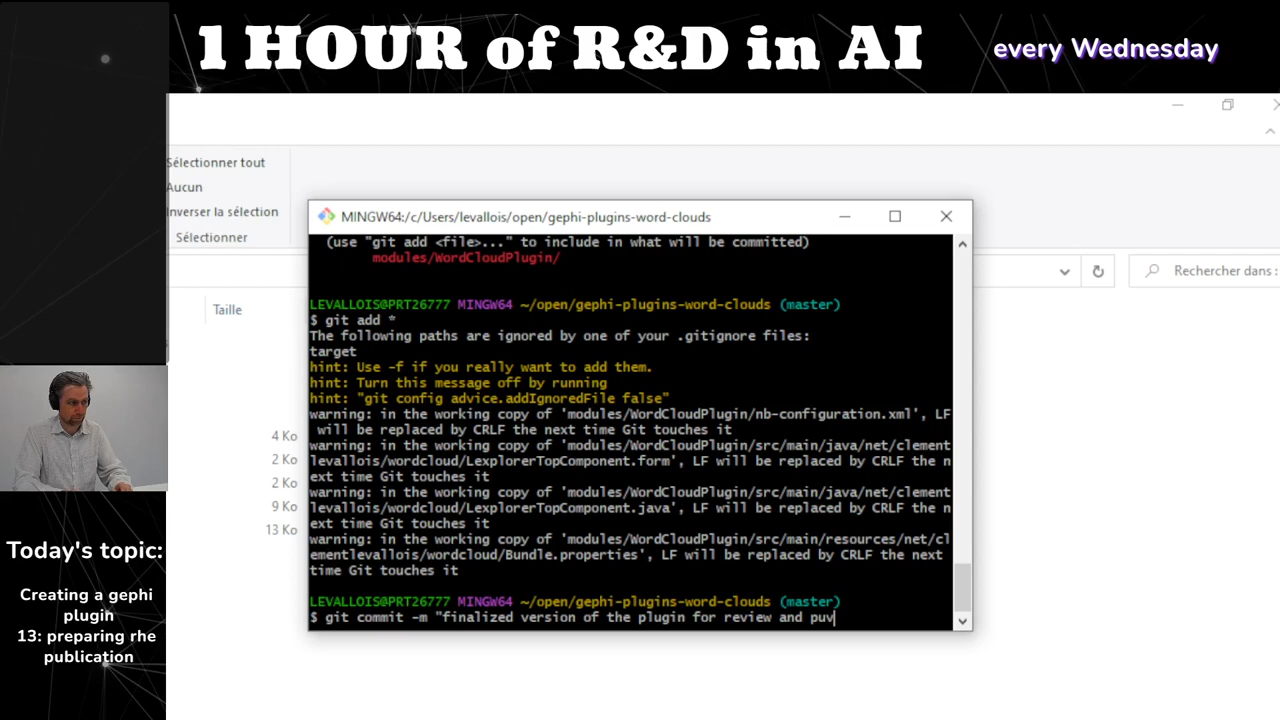 1 HOUR of R&D in AI
every Wednesday
Sélectionner tout
Aucun
Inverser la sélection
Sélectionner
Taille
Rechercher dans :
4 Ko
2 Ko
2 Ko
9 Ko
13 Ko
MINGW64:/c/Users/levallois/open/gephi-plugins-word-clouds
(use "git add <file>..." to include in what will be committed)
modules/WordCloudPlugin/
LEVALLOIS@PRT26777 MINGW64 ~/open/gephi-plugins-word-clouds (master)
$ git add *
The following paths are ignored by one of your .gitignore files:
target
hint: Use -f if you really want to add them.
hint: Turn this message off by running
hint: "git config advice.addIgnoredFile false"
warning: in the working copy of 'modules/WordCloudPlugin/nb-configuration.xml', LF
will be replaced by CRLF the next time Git touches it
warning: in the working copy of 'modules/WordCloudPlugin/src/main/java/net/clement
levallois/wordcloud/LexplorerTopComponent.form', LF will be replaced by CRLF the n
ext time Git touches it
warning: in the working copy of 'modules/WordCloudPlugin/src/main/java/net/clement
levallois/wordcloud/LexplorerTopComponent.java', LF will be replaced by CRLF the n
ext time Git touches it
warning: in the working copy of 'modules/WordCloudPlugin/src/main/resources/net/cl
ementlevallois/wordcloud/Bundle.properties', LF will be replaced by CRLF the next
time Git touches it
LEVALLOIS@PRT26777 MINGW64 ~/open/gephi-plugins-word-clouds (master)
$ git commit -m "finalized version of the plugin for review and puv
Today's topic:
Creating a gephi
plugin
13: preparing rhe
publication